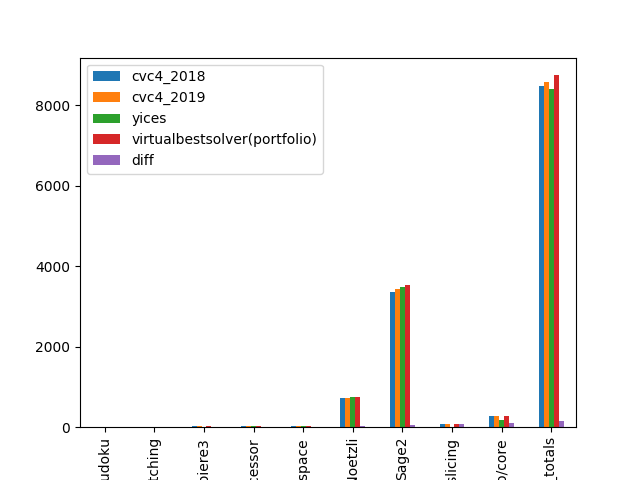 cvc4_2018
cvc4_2019
yices
virtualbestsolver(portfolio)
diff
8000
6000
4000
2000
0
udoku
tching
piere3
cessor
space
Noetzli
Sage2
slicing
o/core
_totals